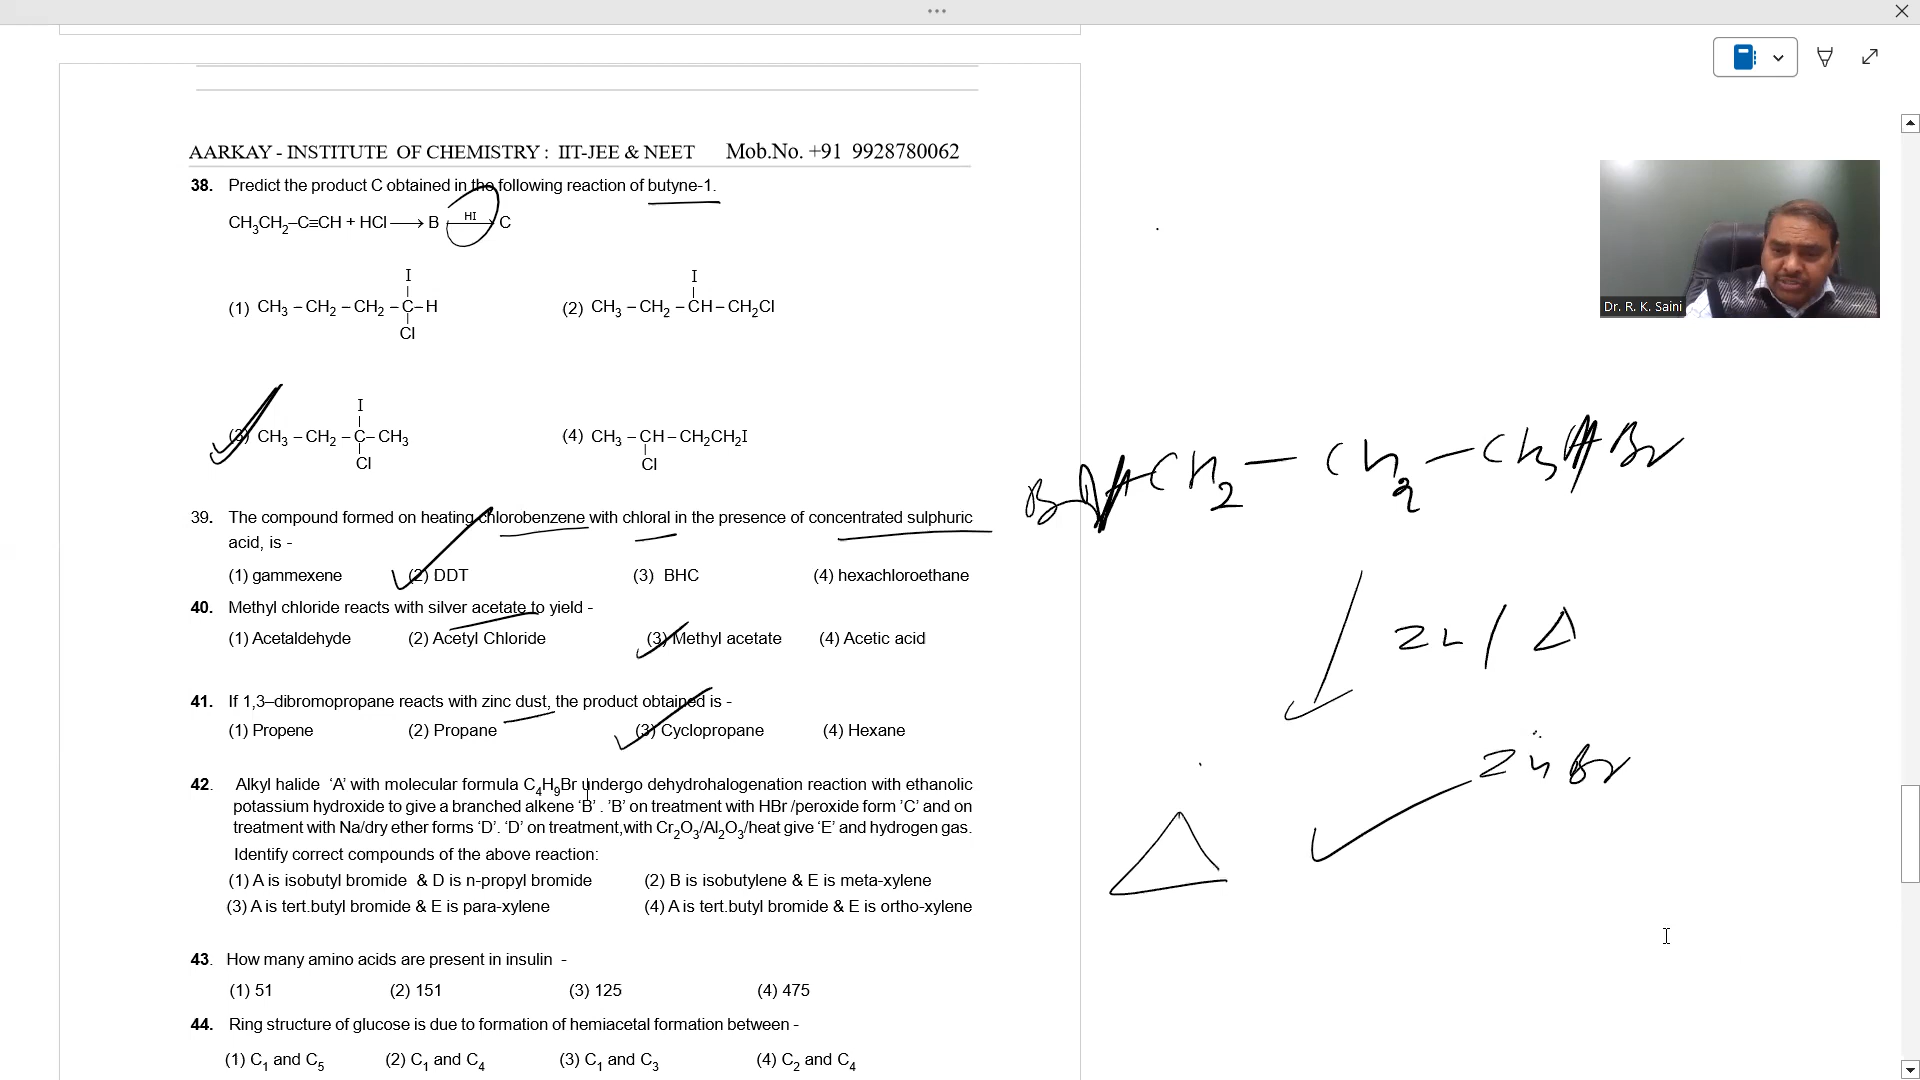 AARKAY - INSTITUTE OF CHEMISTRY : IIT-JEE & NEET Mob.No. +91 9928780062
38. Predict the product C obtained in the following reaction of butyne-1.
CH₃CH₂–C≡CH + HCl ⟶ B —HI→ C
I
(1) CH₃ – CH₂ – CH₂ – C – H
Cl
I
(2) CH₃ – CH₂ – CH – CH₂Cl
I
(3) CH₃ – CH₂ – C – CH₃
Cl
(4) CH₃ – CH – CH₂CH₂I
Cl
39. The compound formed on heating chlorobenzene with chloral in the presence of concentrated sulphuric
acid, is -
(1) gammexene (2) DDT (3) BHC (4) hexachloroethane
40. Methyl chloride reacts with silver acetate to yield -
(1) Acetaldehyde (2) Acetyl Chloride (3) Methyl acetate (4) Acetic acid
41. If 1,3–dibromopropane reacts with zinc dust, the product obtained is -
(1) Propene (2) Propane (3) Cyclopropane (4) Hexane
42. Alkyl halide ‘A’ with molecular formula C₄H₉Br undergo dehydrohalogenation reaction with ethanolic
potassium hydroxide to give a branched alkene ‘B’ . ’B’ on treatment with HBr /peroxide form ’C’ and on
treatment with Na/dry ether forms ‘D’. ‘D’ on treatment,with Cr₂O₃/Al₂O₃/heat give ‘E’ and hydrogen gas.
Identify correct compounds of the above reaction:
(1) A is isobutyl bromide & D is n-propyl bromide (2) B is isobutylene & E is meta-xylene
(3) A is tert.butyl bromide & E is para-xylene (4) A is tert.butyl bromide & E is ortho-xylene
43. How many amino acids are present in insulin -
(1) 51 (2) 151 (3) 125 (4) 475
44. Ring structure of glucose is due to formation of hemiacetal formation between -
(1) C₁ and C₅ (2) C₁ and C₄ (3) C₁ and C₃ (4) C₂ and C₄
Dr. R. K. Saini
CH₂ — CH₂ — Br
/ Δ
Zn Br